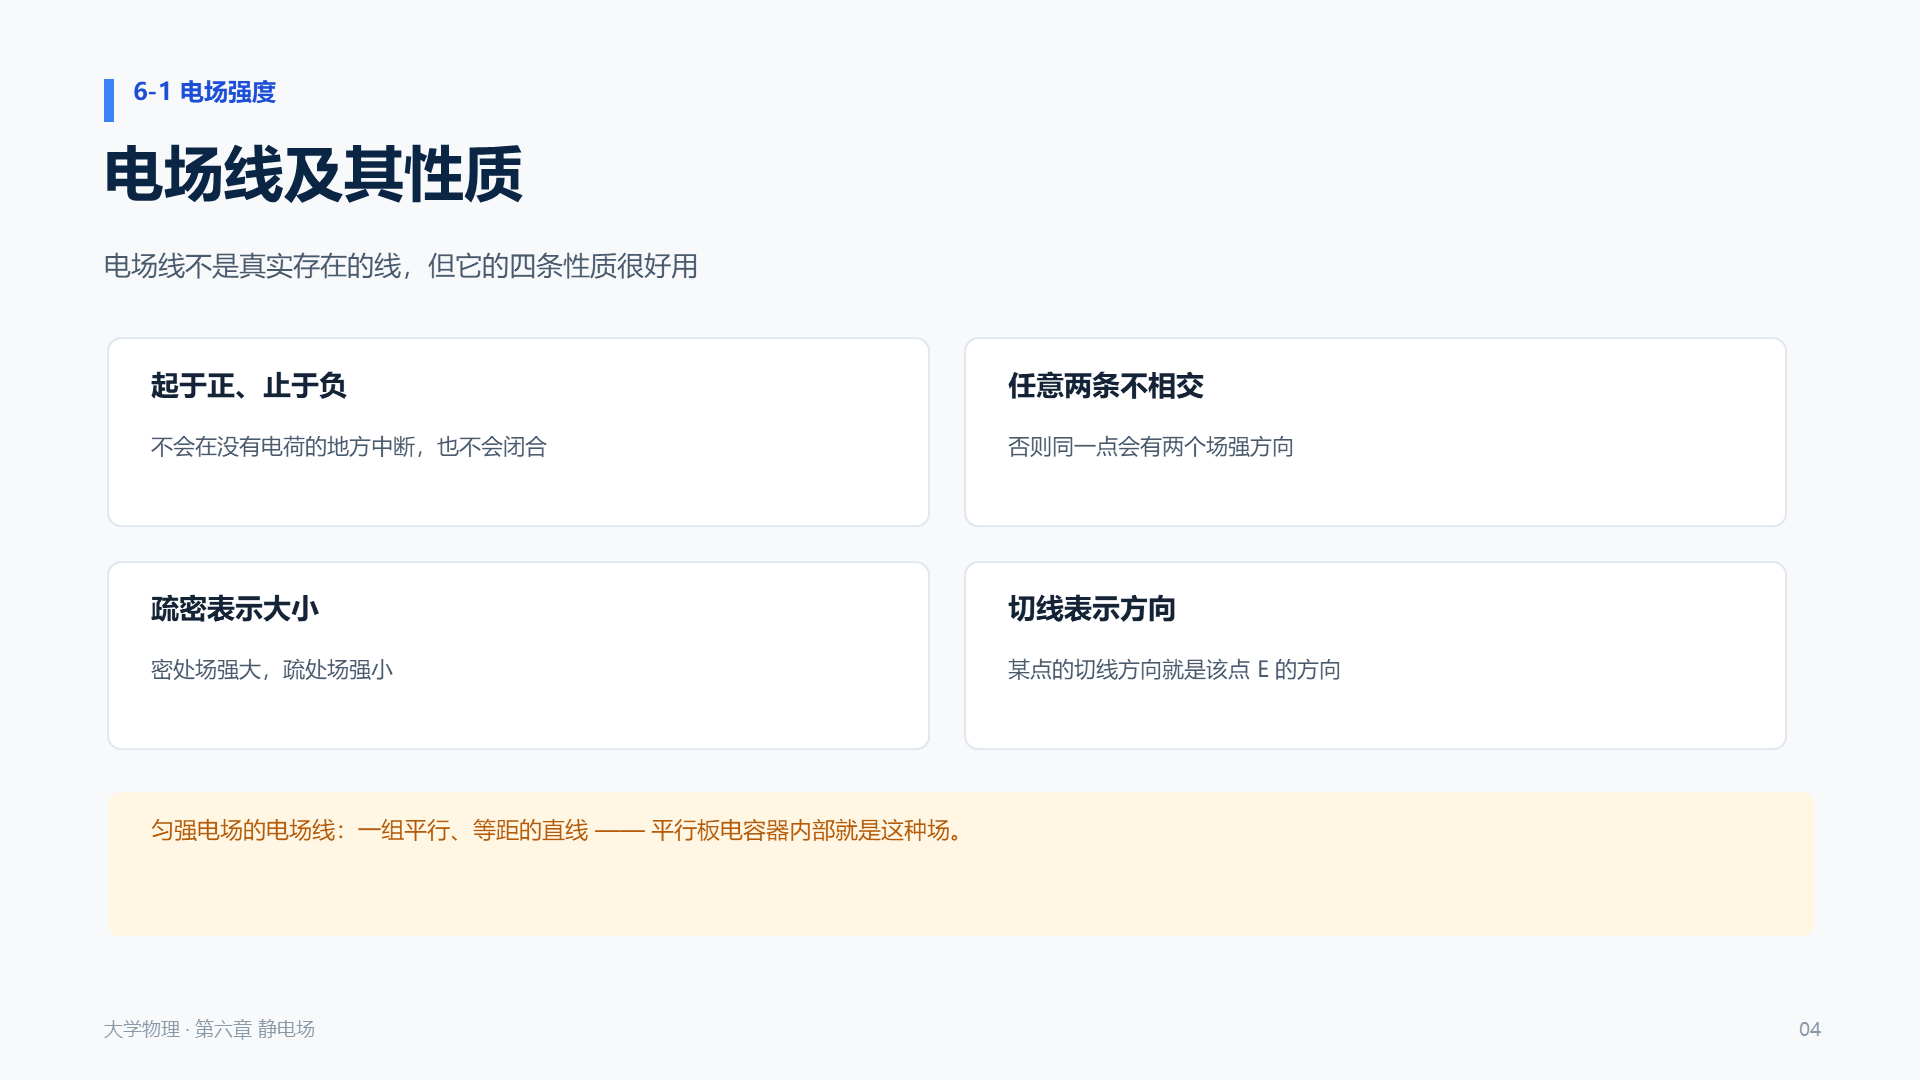 6-1 电场强度
电场线及其性质
电场线不是真实存在的线，但它的四条性质很好用
起于正、止于负
不会在没有电荷的地方中断，也不会闭合
任意两条不相交
否则同一点会有两个场强方向
疏密表示大小
密处场强大，疏处场强小
切线表示方向
某点的切线方向就是该点 E 的方向
匀强电场的电场线：一组平行、等距的直线 —— 平行板电容器内部就是这种场。
大学物理 · 第六章 静电场
04